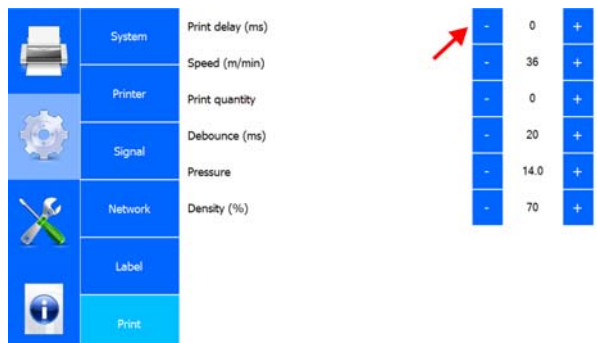 System
Printer
Signal
Network
Label
Print
Print delay (ms) - 0 +
Speed (m/min) - 36 +
Print quantity - 0 +
Debounce (ms) - 20 +
Pressure - 14.0 +
Density (%) - 70 +